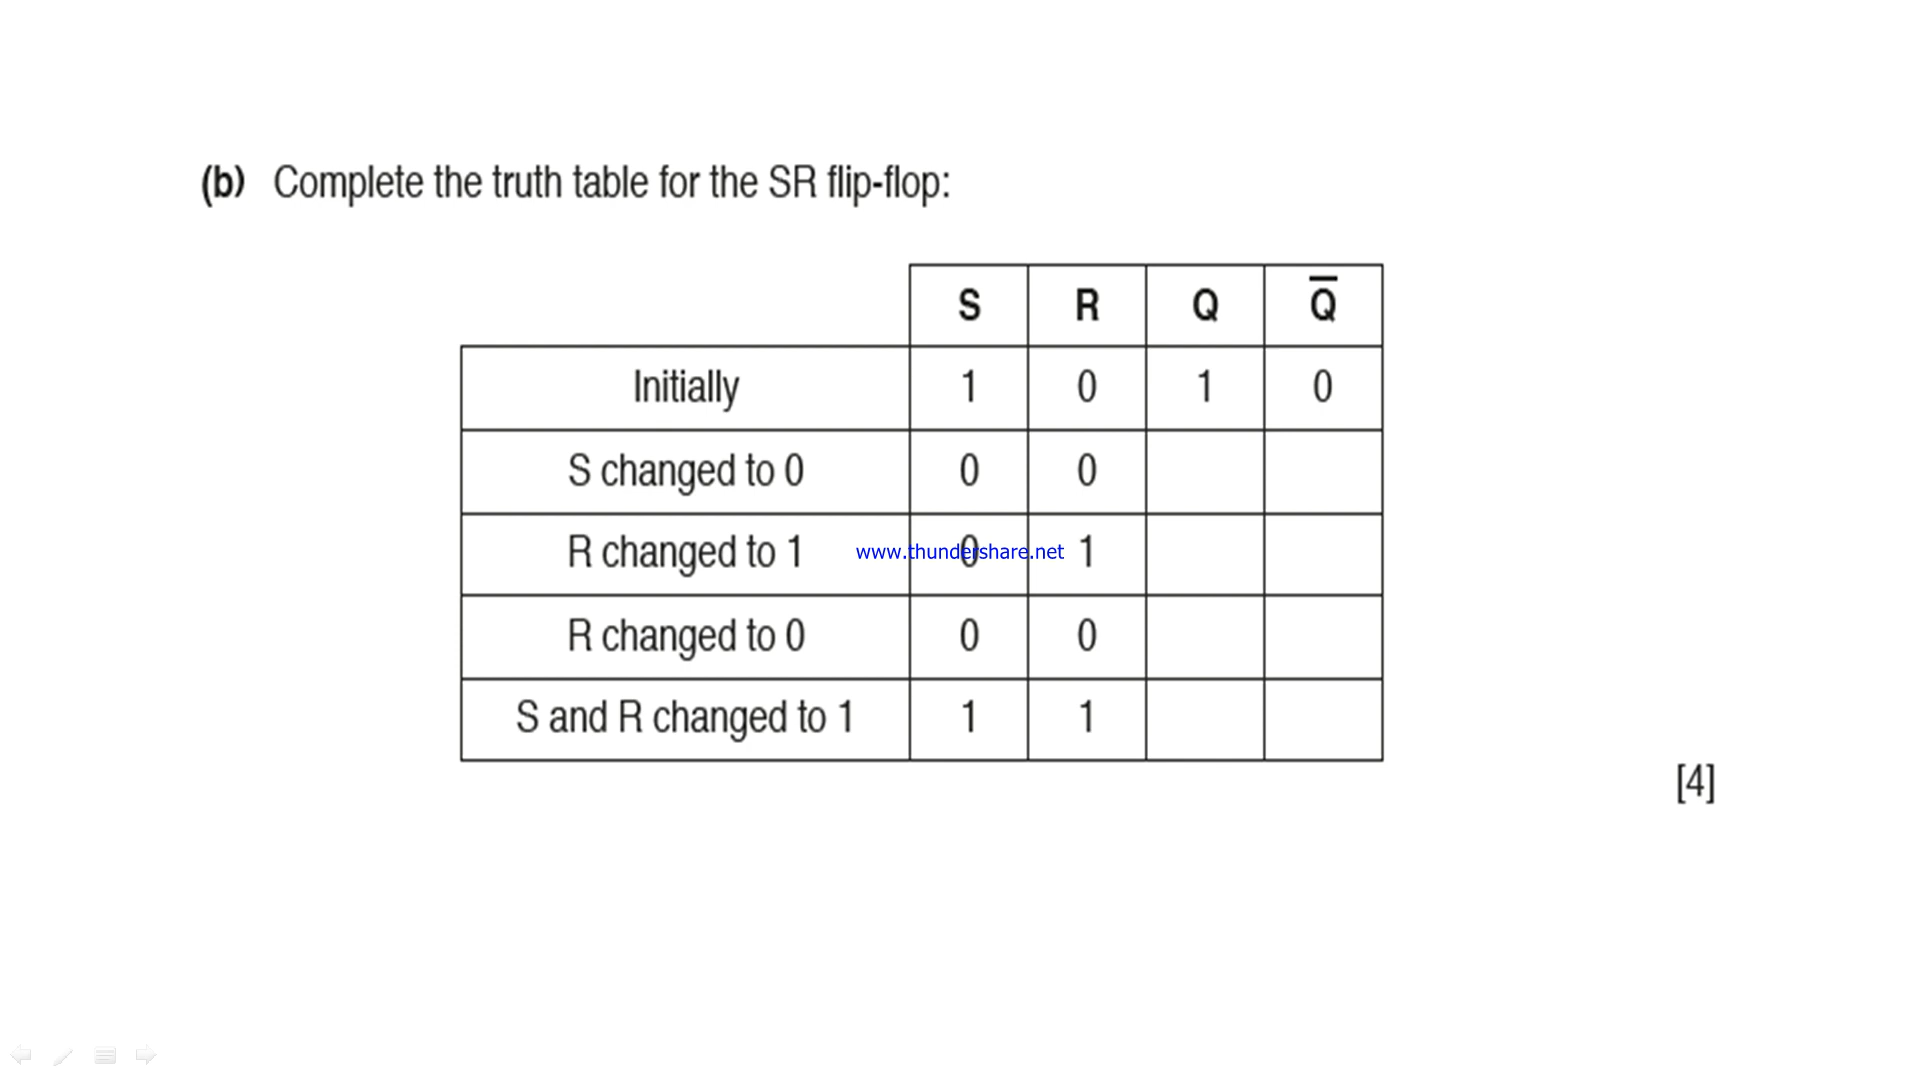 (b) Complete the truth table for the SR flip-flop:
S R Q Q̅
Initially 1 0 1 0
S changed to 0 0 0
R changed to 1 0 1
www.thundershare.net
R changed to 0 0 0
S and R changed to 1 1 1
[4]